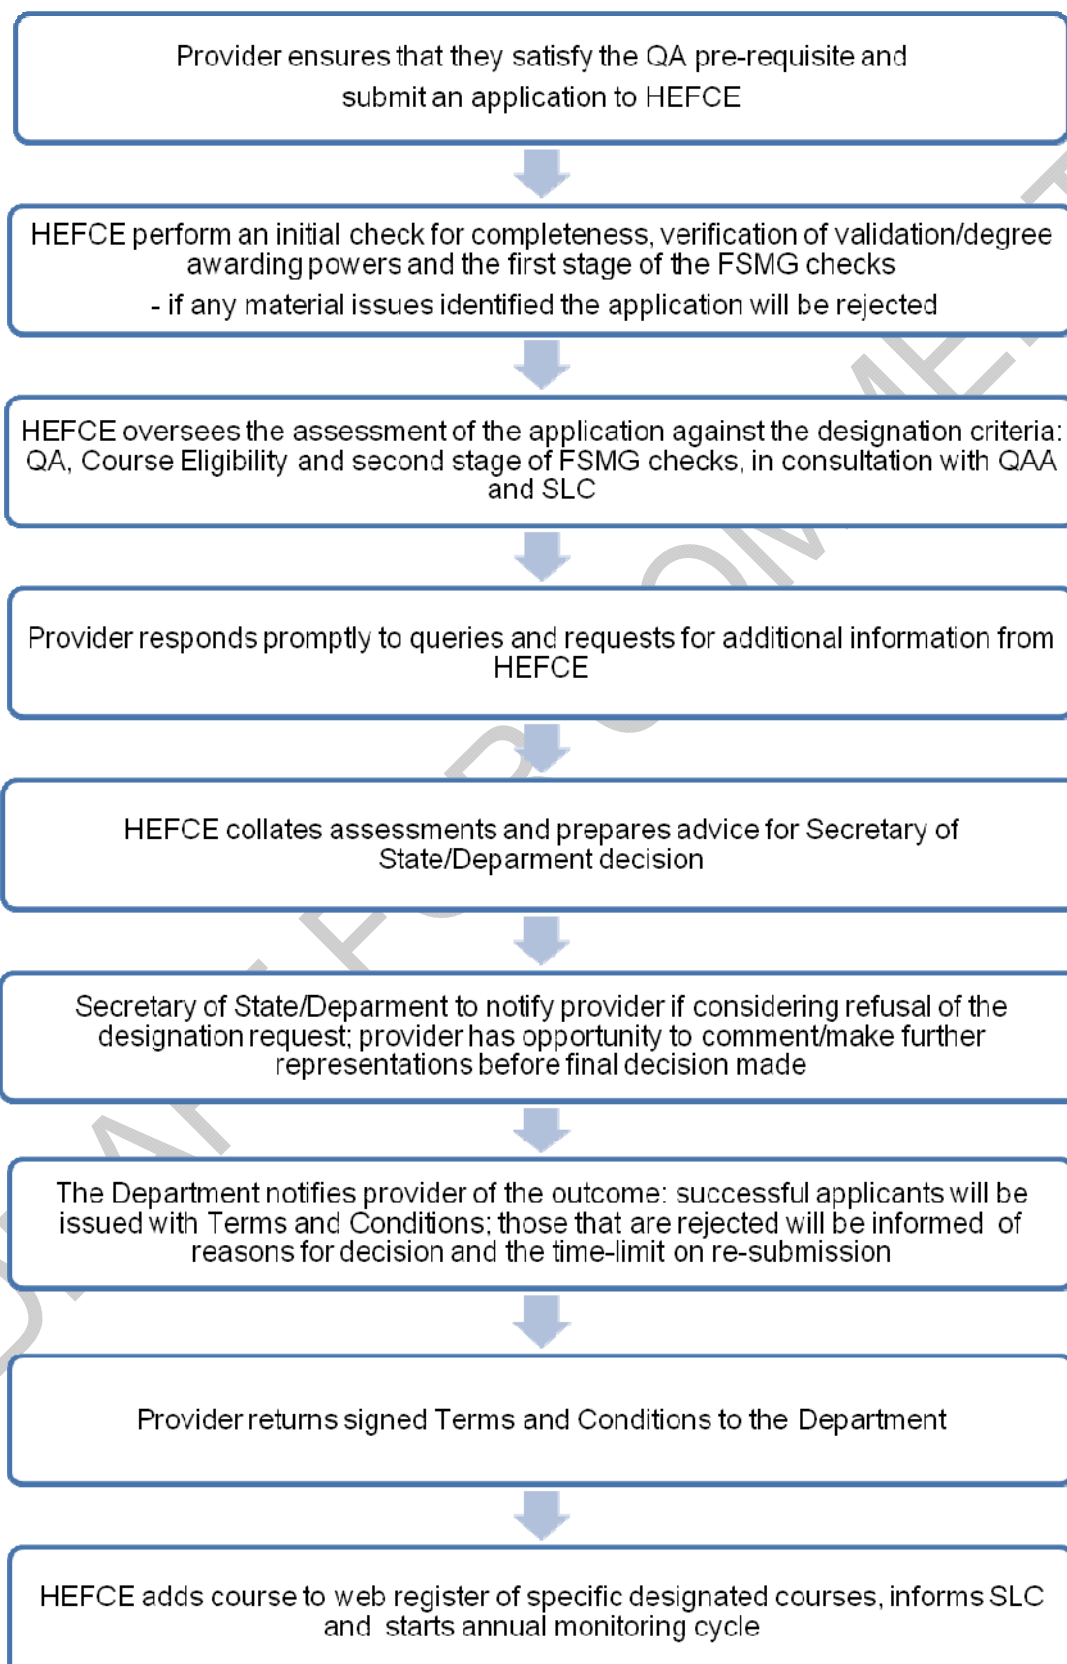 Provider ensures that they satisfy the QA pre-requisite and
submit an application to HEFCE
HEFCE perform an initial check for completeness, verification of validation/degree
awarding powers and the first stage of the FSMG checks
- if any material issues identified the application will be rejected
HEFCE oversees the assessment of the application against the designation criteria:
QA, Course Eligibility and second stage of FSMG checks, in consultation with QAA
and SLC
Provider responds promptly to queries and requests for additional information from
HEFCE
HEFCE collates assessments and prepares advice for Secretary of
State/Deparment decision
Secretary of State/Deparment to notify provider if considering refusal of the
designation request; provider has opportunity to comment/make further
representations before final decision made
The Department notifies provider of the outcome: successful applicants will be
issued with Terms and Conditions; those that are rejected will be informed of
reasons for decision and the time-limit on re-submission
Provider returns signed Terms and Conditions to the Department
HEFCE adds course to web register of specific designated courses, informs SLC
and starts annual monitoring cycle